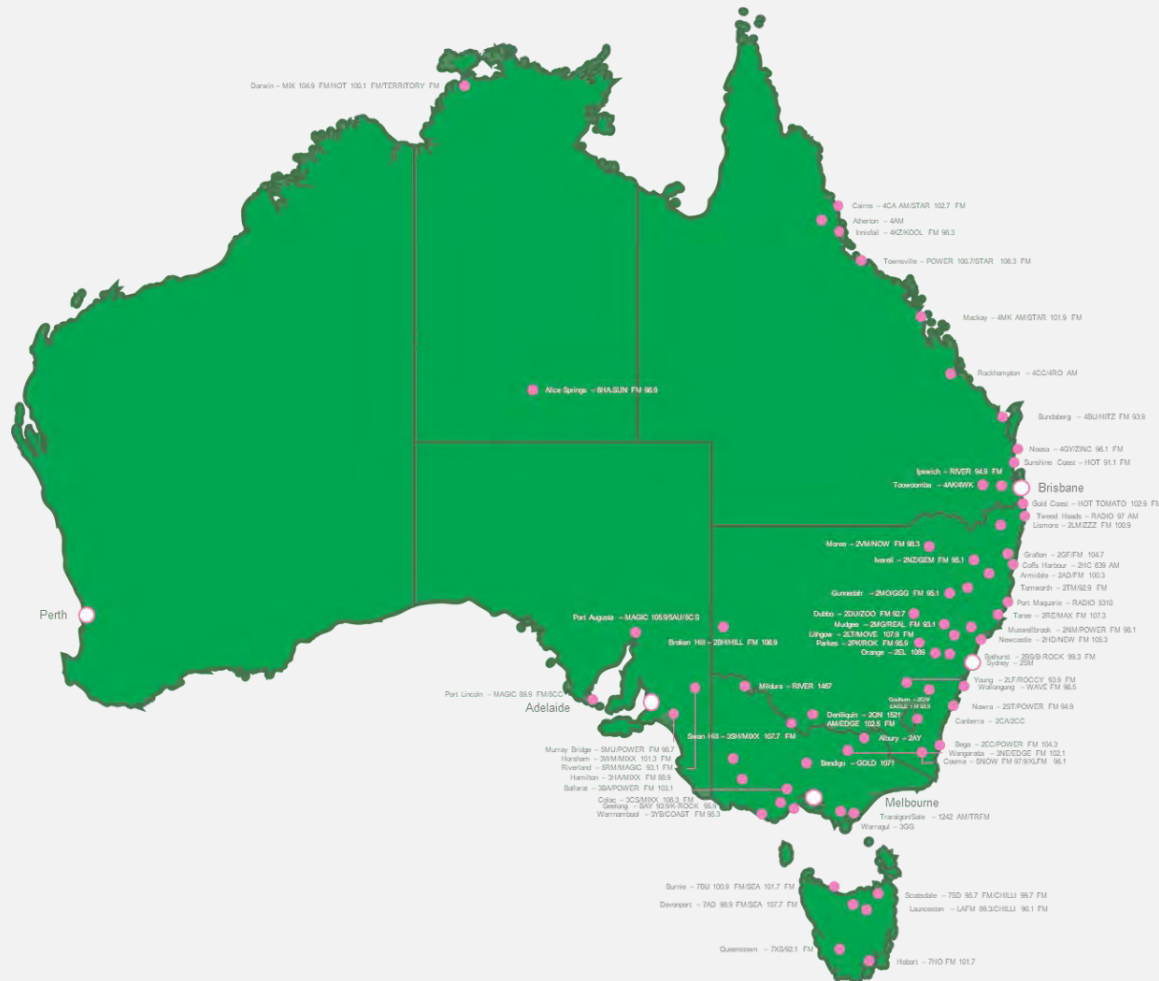 Darwin – MIX 104.9 FM/HOT 100.1 FM/TERRITORY FM
Cairns – 4CA AM/STAR 102.7 FM
Atherton – 4AM
Innisfail – 4KZ/KOOL FM 98.3
Townsville – POWER 100.7/STAR 106.3 FM
Mackay – 4MK AM/STAR 101.9 FM
Rockhampton – 4CC/4RO AM
Alice Springs – 8HA/SUN FM 96.9
Bundaberg – 4BU/HITZ FM 93.9
Noosa – 4GY/ZINC 96.1 FM
Sunshine Coast – HOT 91.1 FM
Ipswich – RIVER 94.9 FM
Toowoomba – 4AK/4WK
Brisbane
Gold Coast – HOT TOMATO 102.9 FM
Tweed Heads – RADIO 97 AM
Lismore – 2LM/ZZZ FM 100.9
Moree – 2VM/NOW FM 98.3
Inverell – 2NZ/GEM FM 95.1
Grafton – 2GF/FM 104.7
Coffs Harbour – 2HC 639 AM
Armidale – 2AD/FM 100.3
Tamworth – 2TM/92.9 FM
Gunnedah – 2MO/GGG FM 95.1
Port Maquarie – RADIO 531
Perth
Port Augusta – MAGIC 105.9/5AU/5CS
Dubbo – 2DU/ZOO FM 92.7
Taree – 2RE/MAX FM 107.3
Mudgee – 2MG/REAL FM 93.1
Muswellbrook – 2NM/POWER FM 98.1
Lithgow – 2LT/MOVE 107.9 FM
Newcastle – 2HD/NEW FM 105.3
Broken Hill – 2BH/HILL FM 106.9
Parkes – 2PK/ROK FM 95.9
Orange – 2EL 1089
Bathurst – 2BS/B-ROCK 99.3 FM
Sydney – 2SM
Young – 2LF/ROCCY 93.9 FM
Mildura – RIVER 1467
Wollongong – WAVE FM 96.5
Port Lincoln – MAGIC 89.9 FM/5CC
Adelaide
Nowra – 2ST/POWER FM 94.9
Deniliquin – 2QN 1521
AM/EDGE 102.5 FM
Canberra – 2CA/2CC
Swan Hill – 3SH/MIXX 107.7 FM
Albury – 2AY
Bega – 2EC/POWER FM 104.3
Murray Bridge – 5MU/POWER FM 98.7
Wangaratta – 3NE/EDGE FM 102.1
Horsham – 3WM/MIXX 101.3 FM
Cooma – SNOW FM 97.9/XLFM 96.1
Bendigo – GOLD 1071
Riverland – 5RM/MAGIC 93.1 FM
Hamilton – 3HA/MIXX FM 88.9
Ballarat – 3BA/POWER FM 103.1
Colac – 3CS/MIXX 106.3 FM
Melbourne
Geelong – BAY 93.9/K-ROCK 95.5
Warrnambool – 3YB/COAST FM 95.3
Traralgon/Sale – 1242 AM/TRFM
Warragul – 3GG
Burnie – 7BU 100.9 FM/SEA 101.7 FM
Scottsdale – 7SD 95.7 FM/CHILLI 99.7 FM
Devonport – 7AD 98.9 FM/SEA 107.7 FM
Launceston – LAFM 89.3/CHILLI 90.1 FM
Queenstown – 7XS/92.1 FM
Hobart – 7HO FM 101.7